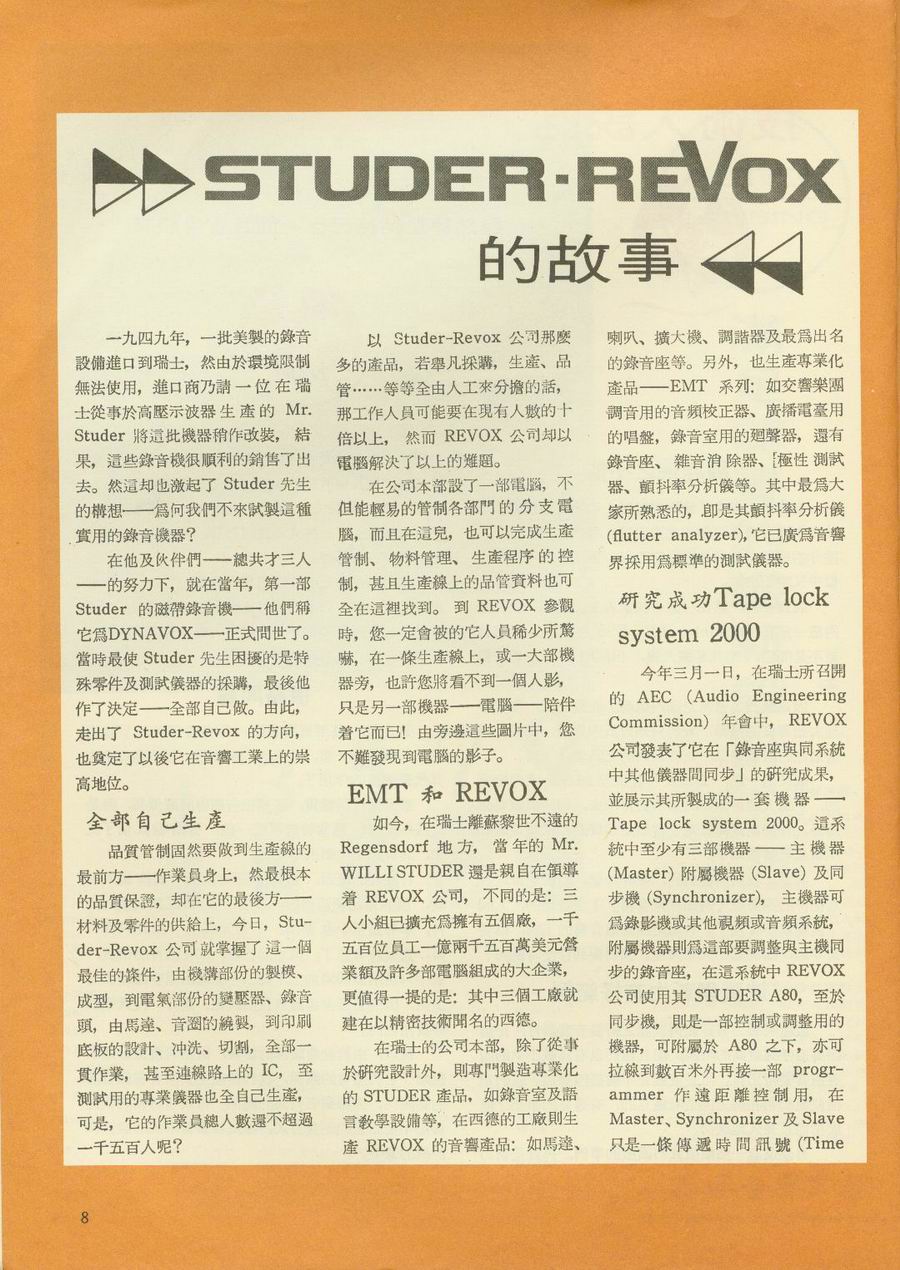 STUDER·REVOX
的故事
一九四九年，一批美製的錄音
設備進口到瑞士，然由於環境限制
無法使用，進口商乃請一位在瑞
士從事於高壓示波器生產的 Mr.
Studer 將這批機器稍作改裝，結
果，這些錄音機很順利的銷售了出
去。然這却也激起了 Studer 先生
的構想——爲何我們不來試製這種
實用的錄音機器？
在他及伙伴們——總共才三人
——的努力下，就在當年，第一部
Studer 的磁帶錄音機——他們稱
它爲DYNAVOX——正式問世了。
當時最使 Studer 先生困擾的是特
殊零件及測試儀器的採購，最後他
作了決定——全部自己做。由此，
走出了 Studer-Revox 的方向，
也奠定了以後它在音響工業上的崇
高地位。
全部自己生產
品質管制固然要做到生產線的
最前方——作業員身上，然最根本
的品質保證，却在它的最後方——
材料及零件的供給上，今日，Stu-
der-Revox 公司就掌握了這一個
最佳的條件，由機溝部份的製模、
成型，到電氣部份的變壓器、錄音
頭，由馬達、音圈的繞製，到印刷
底板的設計、冲洗、切割，全部一
貫作業，甚至連線路上的 IC，至
測試用的專業儀器也全自己生產，
可是，它的作業員總人數還不超過
一千五百人呢？
以 Studer-Revox 公司那麼
多的產品，若舉凡採購，生產、品
管……等等全由人工來分擔的話，
那工作人員可能要在現有人數的十
倍以上，然而 REVOX 公司却以
電腦解決了以上的難題。
在公司本部設了一部電腦，不
但能輕易的管制各部門的分支電
腦，而且在這兒，也可以完成生產
管制、物料管理、生產程序的控
制，甚且生產線上的品管資料也可
全在這裡找到。到 REVOX 參觀
時，您一定會被的它人員稀少所驚
嚇，在一條生產線上，或一大部機
器旁，也許您將看不到一個人影，
只是另一部機器——電腦——陪伴
着它而已！由旁邊這些圖片中，您
不難發現到電腦的影子。
EMT 和 REVOX
如今，在瑞士離蘇黎世不遠的
Regensdorf 地方，當年的 Mr.
WILLI STUDER 還是親自在領導
着 REVOX 公司，不同的是：三
人小組已擴充爲擁有五個廠，一千
五百位員工一億兩千五百萬美元營
業額及許多部電腦組成的大企業，
更值得一提的是：其中三個工廠就
建在以精密技術聞名的西德。
在瑞士的公司本部，除了從事
於研究設計外，則專門製造專業化
的 STUDER 產品，如錄音室及語
言教學設備等，在西德的工廠則生
產 REVOX 的音響產品：如馬達、
喇叭、擴大機、調諧器及最爲出名
的錄音座等。另外，也生產專業化
產品——EMT 系列：如交響樂團
調音用的音頻校正器、廣播電臺用
的唱盤，錄音室用的廻聲器，還有
錄音座、雜音消除器、極性測試
器、顫抖率分析儀等。其中最爲大
家所熟悉的，卽是其顫抖率分析儀
(flutter analyzer)，它已廣爲音響
界採用爲標準的測試儀器。
研究成功Tape lock
system 2000
今年三月一日，在瑞士所召開
的 AEC (Audio Engineering
Commission) 年會中，REVOX
公司發表了它在「錄音座與同系統
中其他儀器間同步」的研究成果，
並展示其所製成的一套機器——
Tape lock system 2000。這系
統中至少有三部機器——主機器
(Master) 附屬機器 (Slave) 及同
步機 (Synchronizer)，主機器可
爲錄影機或其他視頻或音頻系統，
附屬機器則爲這部要調整與主機同
步的錄音座，在這系統中 REVOX
公司使用其 STUDER A80，至於
同步機，則是一部控制或調整用的
機器，可附屬於 A80 之下，亦可
拉線到數百米外再接一部 progr-
ammer 作遠距離控制用，在
Master、Synchronizer 及 Slave
只是一條傳遞時間訊號 (Time
8